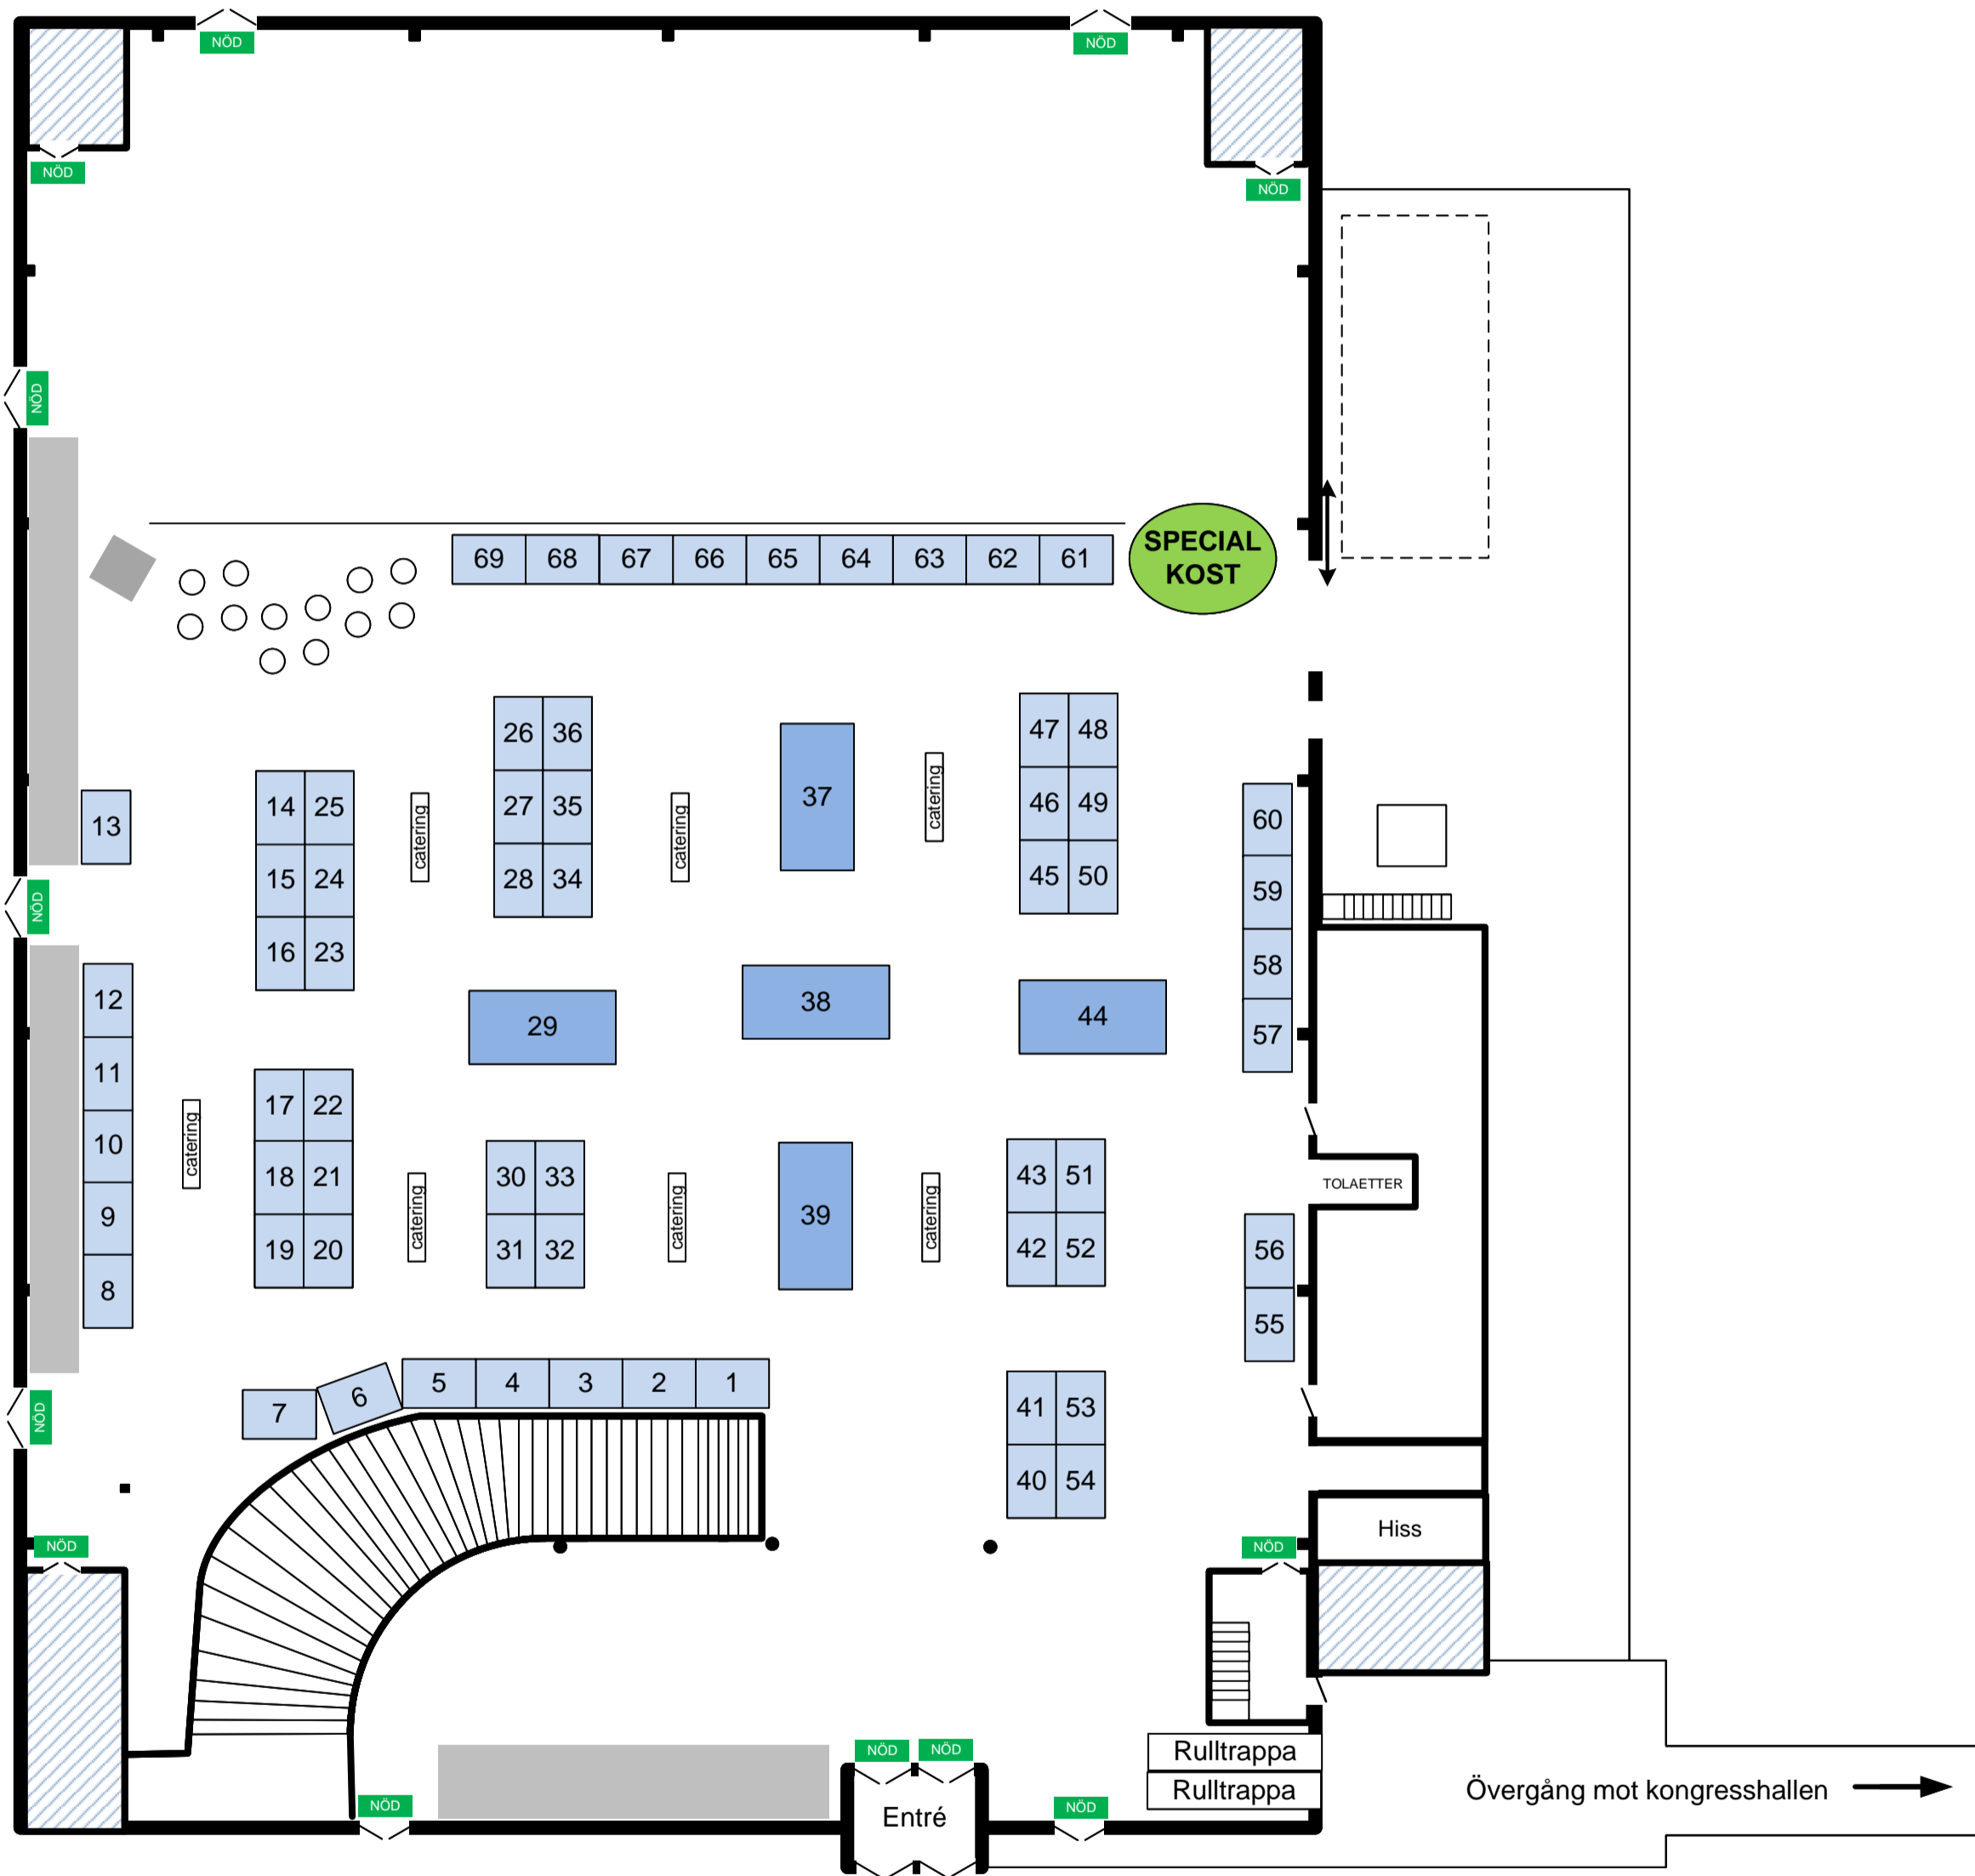 NÖD
NÖD
NÖD
NÖD
NÖD
SPECIAL
KOST
69 68 67 66 65 64 63 62 61
26 36
47 48
37
catering
14 25
catering
27 35
catering
46 49
60
13
15 24
28 34
45 50
59
NÖD
16 23
58
12
38
44
29
57
11
17 22
10
catering
18 21
30 33
43 51
TOLAETTER
9
catering
catering
39
catering
19 20
31 32
42 52
56
8
55
5 4 3 2 1
6
7
41 53
NÖD
40 54
Hiss
NÖD
NÖD
NÖD
NÖD
Rulltrappa
Rulltrappa
Övergång mot kongresshallen
NÖD
NÖD
Entré